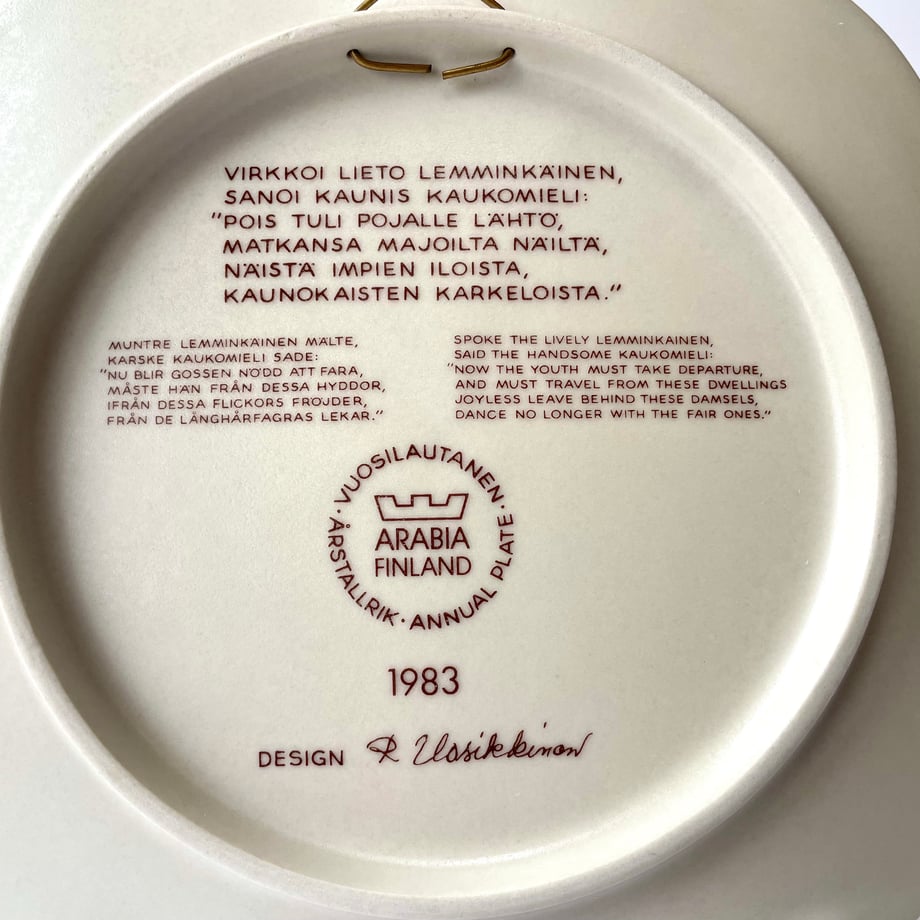 VIRKKOI LIETO LEMMINKÄINEN,
SANOI KAUNIS KAUKOMIELI:
"POIS TULI POJALLE LÄHTÖ,
MATKANSA MAJOILTA NÄILTÄ,
NÄISTÄ IMPIEN ILOISTA,
KAUNOKAISTEN KARKELOISTA."
MUNTRE LEMMINKÄINEN MÄLTE,
KARSKE KAUKOMIELI SADE:
"NU BLIR GOSSEN NÖDD ATT FARA,
MÅSTE HAN FRÅN DESSA HYDDOR,
IFRÅN DESSA FLICKORS FRÖJDER,
FRÅN DE LÅNGHÅRFAGRAS LEKAR."
SPOKE THE LIVELY LEMMINKAINEN,
SAID THE HANDSOME KAUKOMIELI:
"NOW THE YOUTH MUST TAKE DEPARTURE,
AND MUST TRAVEL FROM THESE DWELLINGS
JOYLESS LEAVE BEHIND THESE DAMSELS,
DANCE NO LONGER WITH THE FAIR ONES."
· VUOSILAUTANEN · ANNUAL PLATE · ÅRSTALLRIK
ARABIA
FINLAND
1983
DESIGN R Uosikkinen